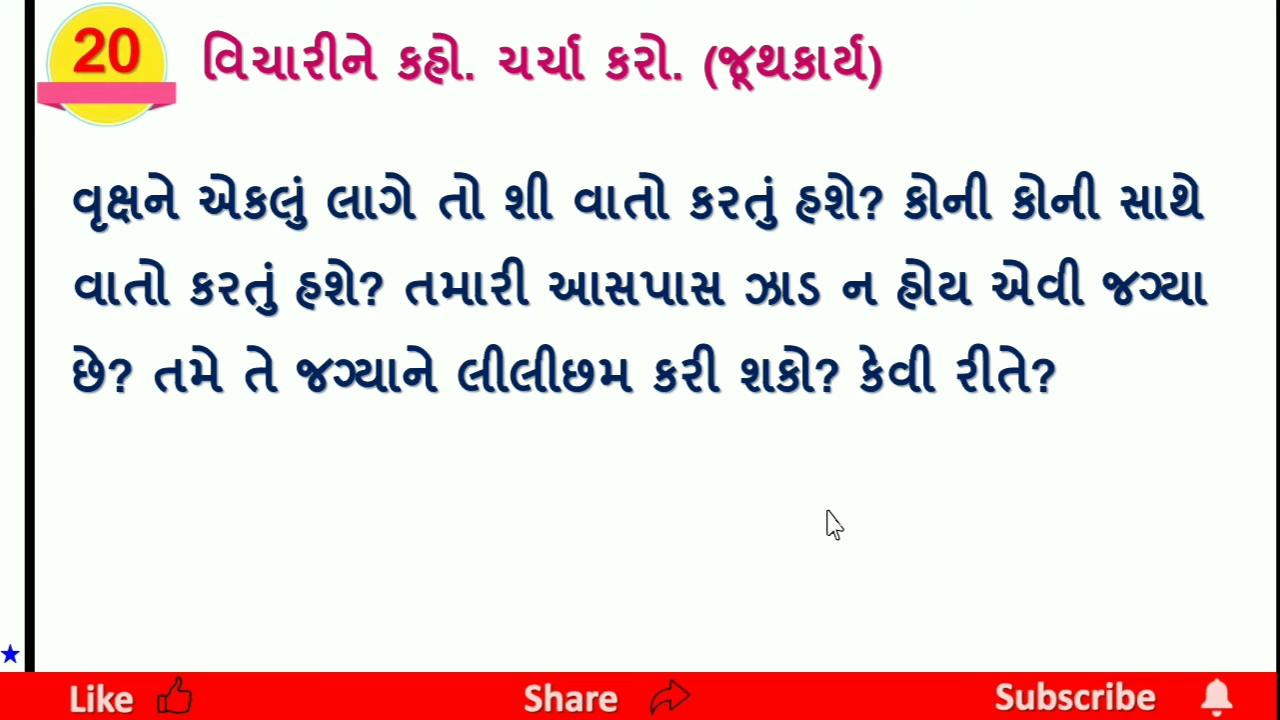 20
વિચારીને કહો. ચર્ચા કરો. (જૂથકાર્ય)
વૃક્ષને એકલું લાગે તો શી વાતો કરતું હશે? કોની કોની સાથે
વાતો કરતું હશે? તમારી આસપાસ ઝાડ ન હોય એવી જગ્યા
છે? તમે તે જગ્યાને લીલીછમ કરી શકો? કેવી રીતે?
Like
Share
Subscribe